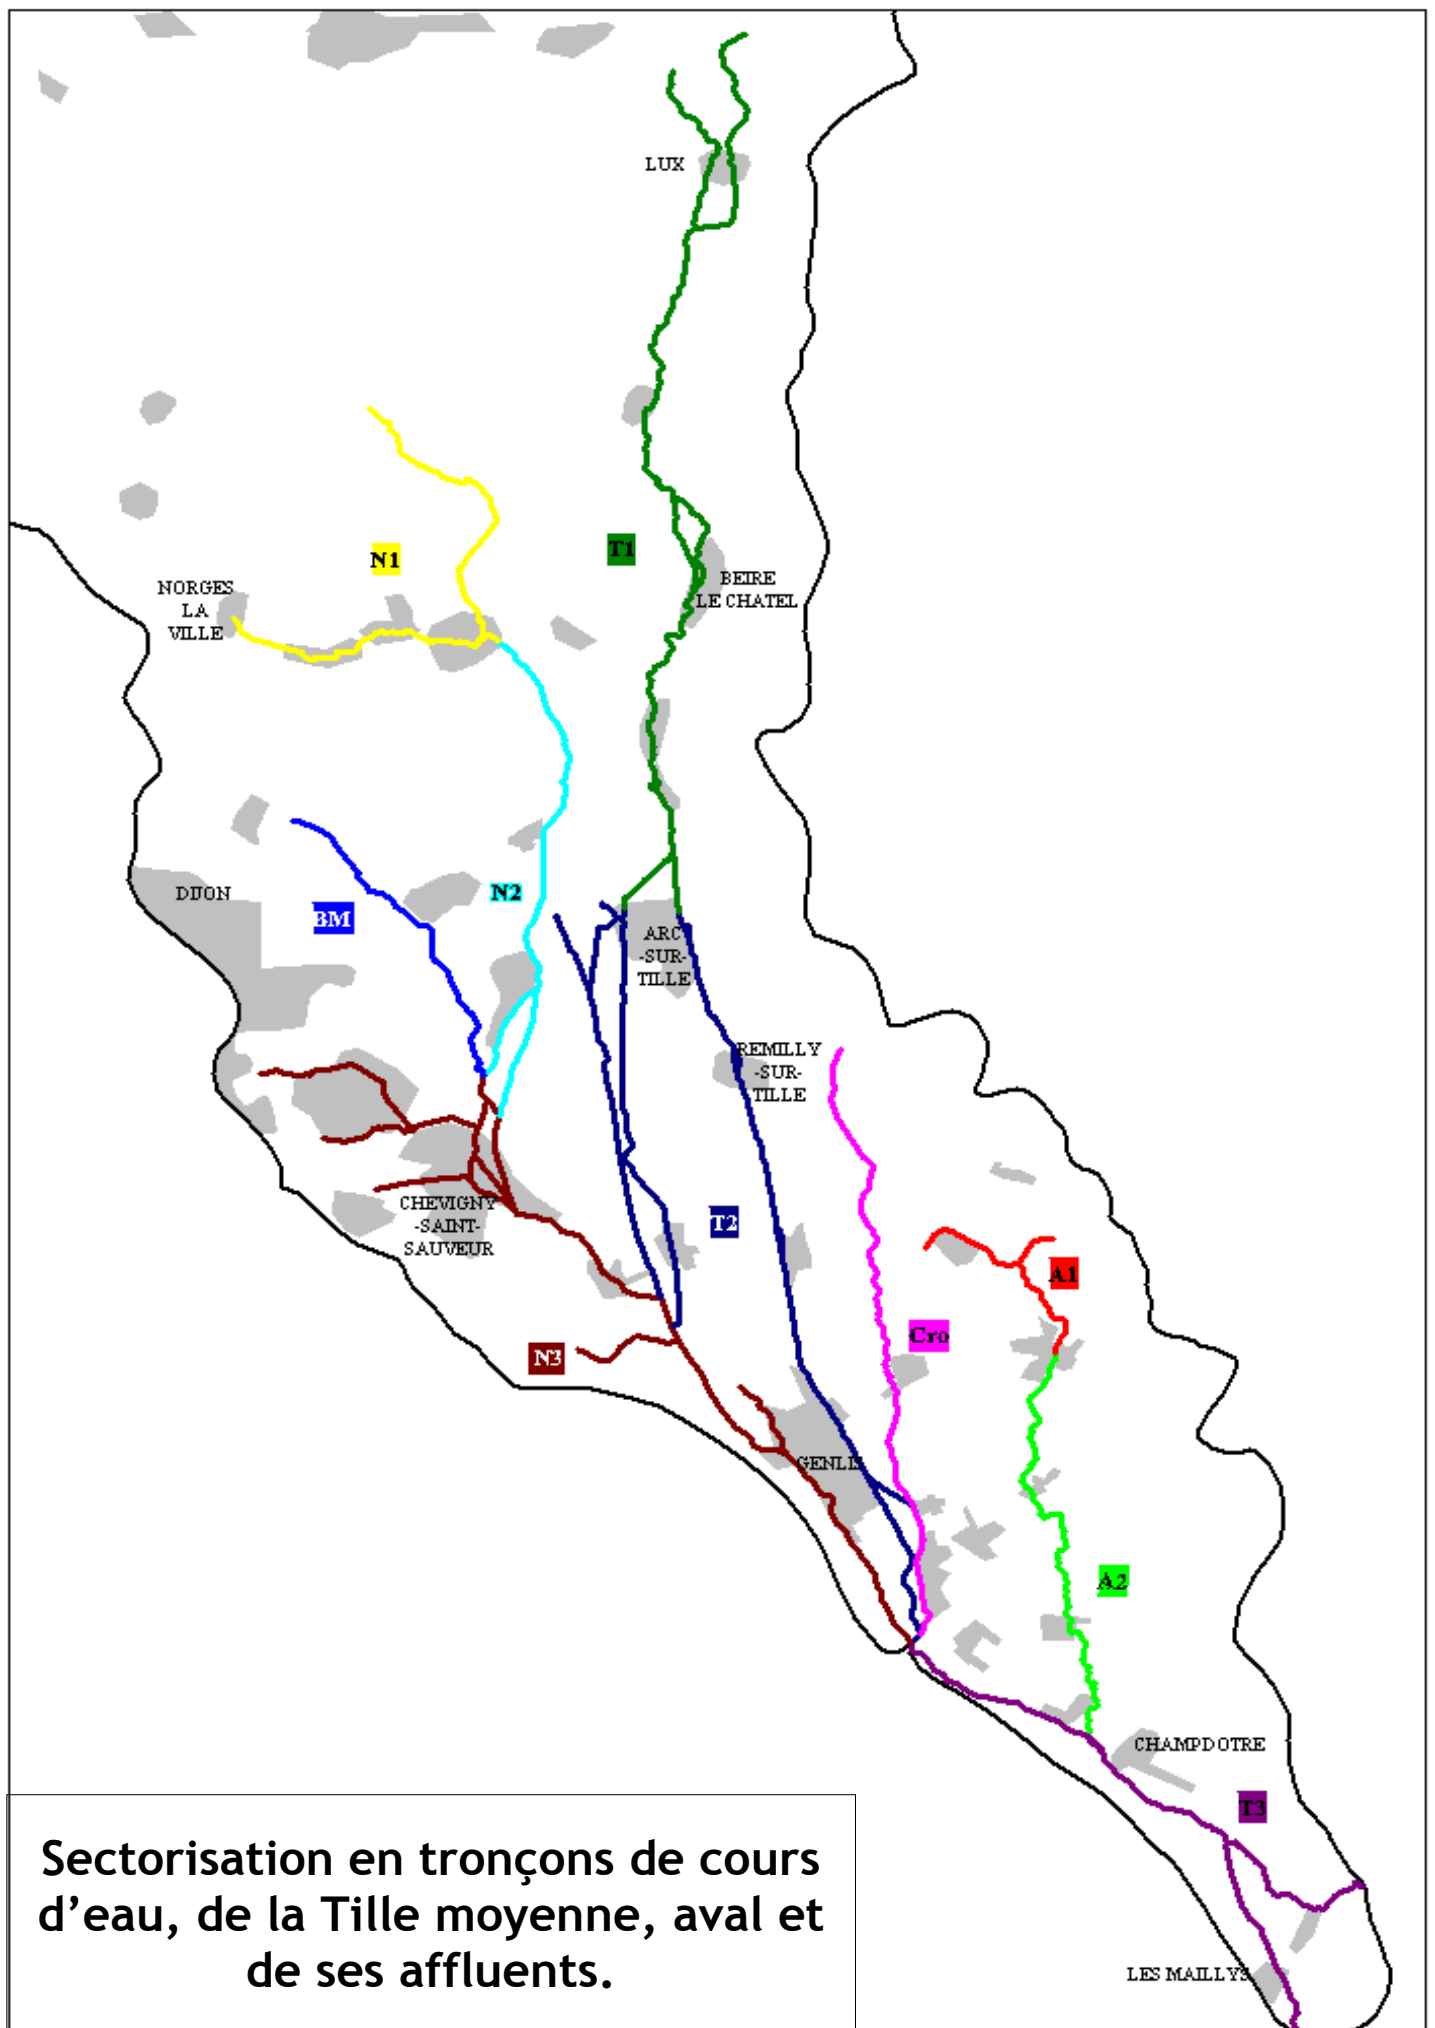 LUX
N1
T1
BEIRE
LE CHATEL
NORGES
LA
VILLE
DIJON
N2
BM
ARC
-SUR-
TILLE
REMILLY
-SUR-
TILLE
CHEVIGNY
-SAINT-
SAUVEUR
T2
A1
Cro
N3
GENLIS
A2
CHAMPDOTRE
T3
LES MAILLYS
Sectorisation en tronçons de cours
d’eau, de la Tille moyenne, aval et
de ses affluents.